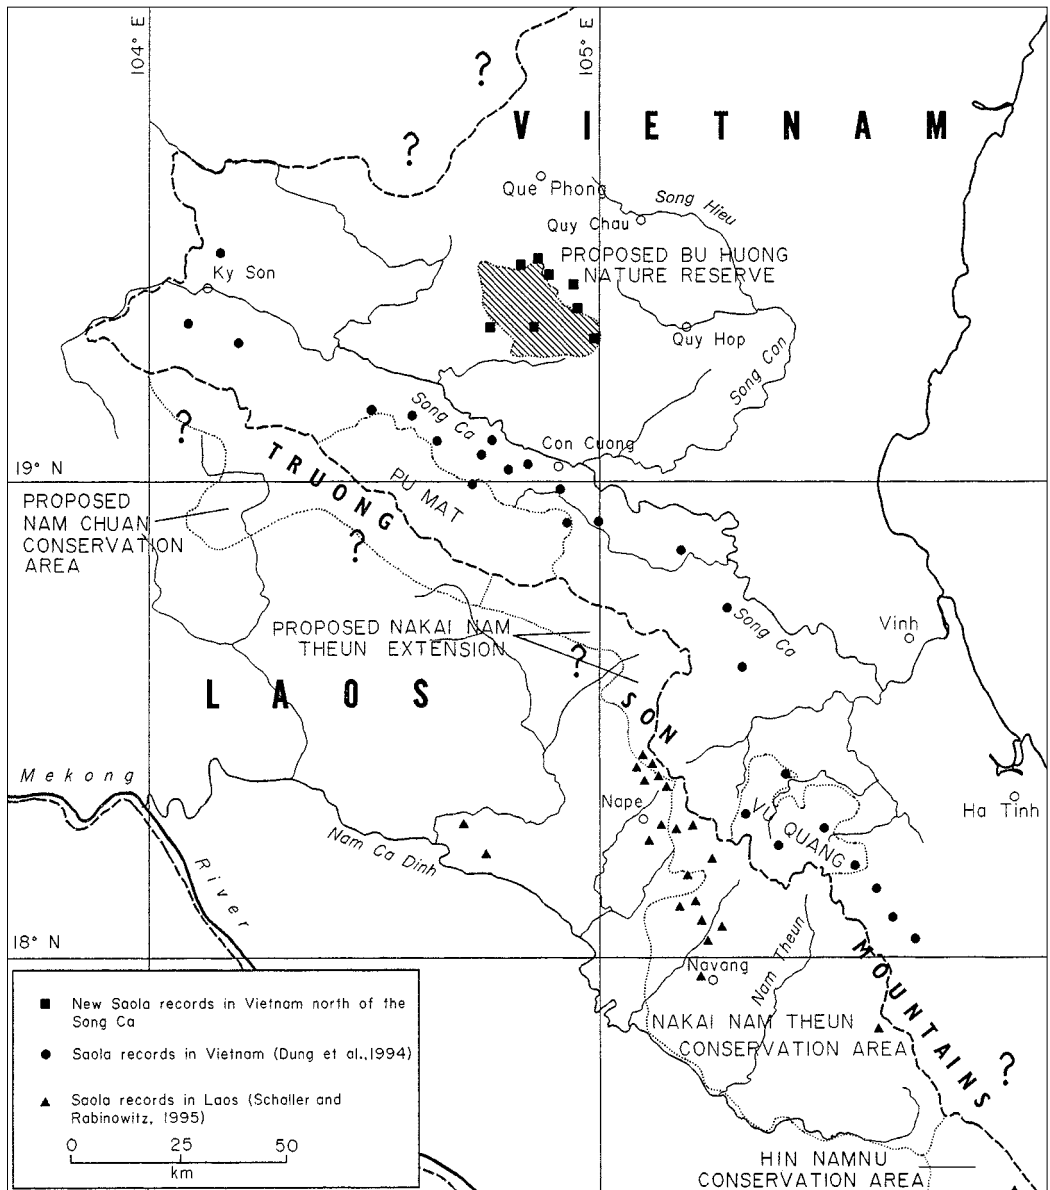 104° E
105° E
?
VIETNAM
?
Que Phong
Song Hieu
Quy Chau
PROPOSED BU HUONG
NATURE RESERVE
Ky Son
Quy Hop
Song Con
Song Ca
?
Con Cuong
19° N
TRUONG
PU MAT
PROPOSED
NAM CHUAN
CONSERVATION
AREA
?
PROPOSED NAKAI NAM
THEUN EXTENSION
Song Ca
Vinh
?
LAOS
SON
Mekong
Nape
Ha Tinh
VU
QUANG
Nam Ca Dinh
River
18° N
Nam Theun
MOUNTAINS
Navang
NAKAI NAM THEUN
CONSERVATION AREA
?
New Saola records in Vietnam north of the
Song Ca
Saola records in Vietnam (Dung et al.,1994)
Saola records in Laos (Schaller and
Rabinowitz, 1995)
0 25 50
km
HIN NAMNU
CONSERVATION AREA